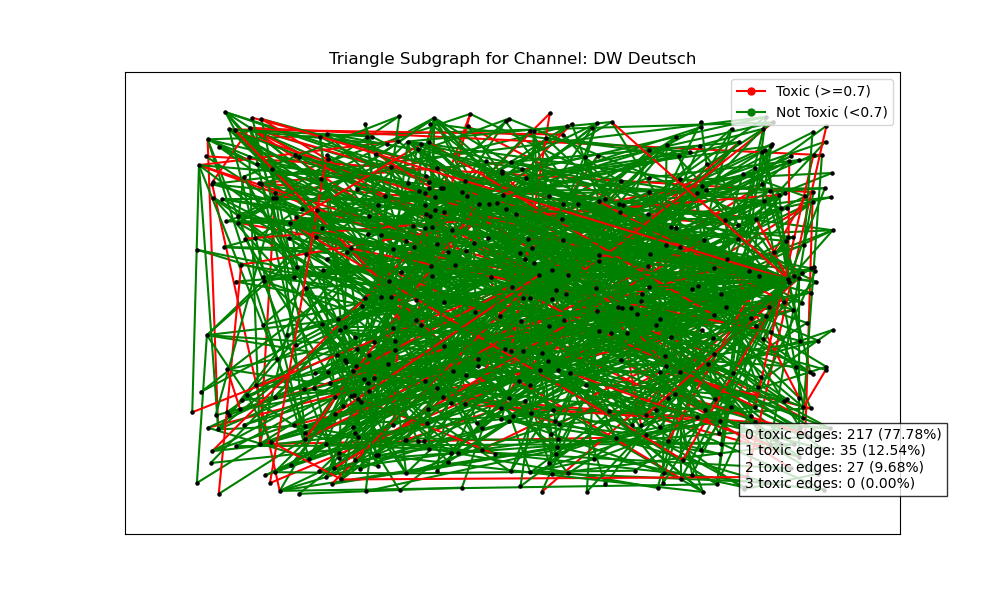 Triangle Subgraph for Channel: DW Deutsch
Toxic (>=0.7)
Not Toxic (<0.7)
0 toxic edges: 217 (77.78%)
1 toxic edge: 35 (12.54%)
2 toxic edges: 27 (9.68%)
3 toxic edges: 0 (0.00%)